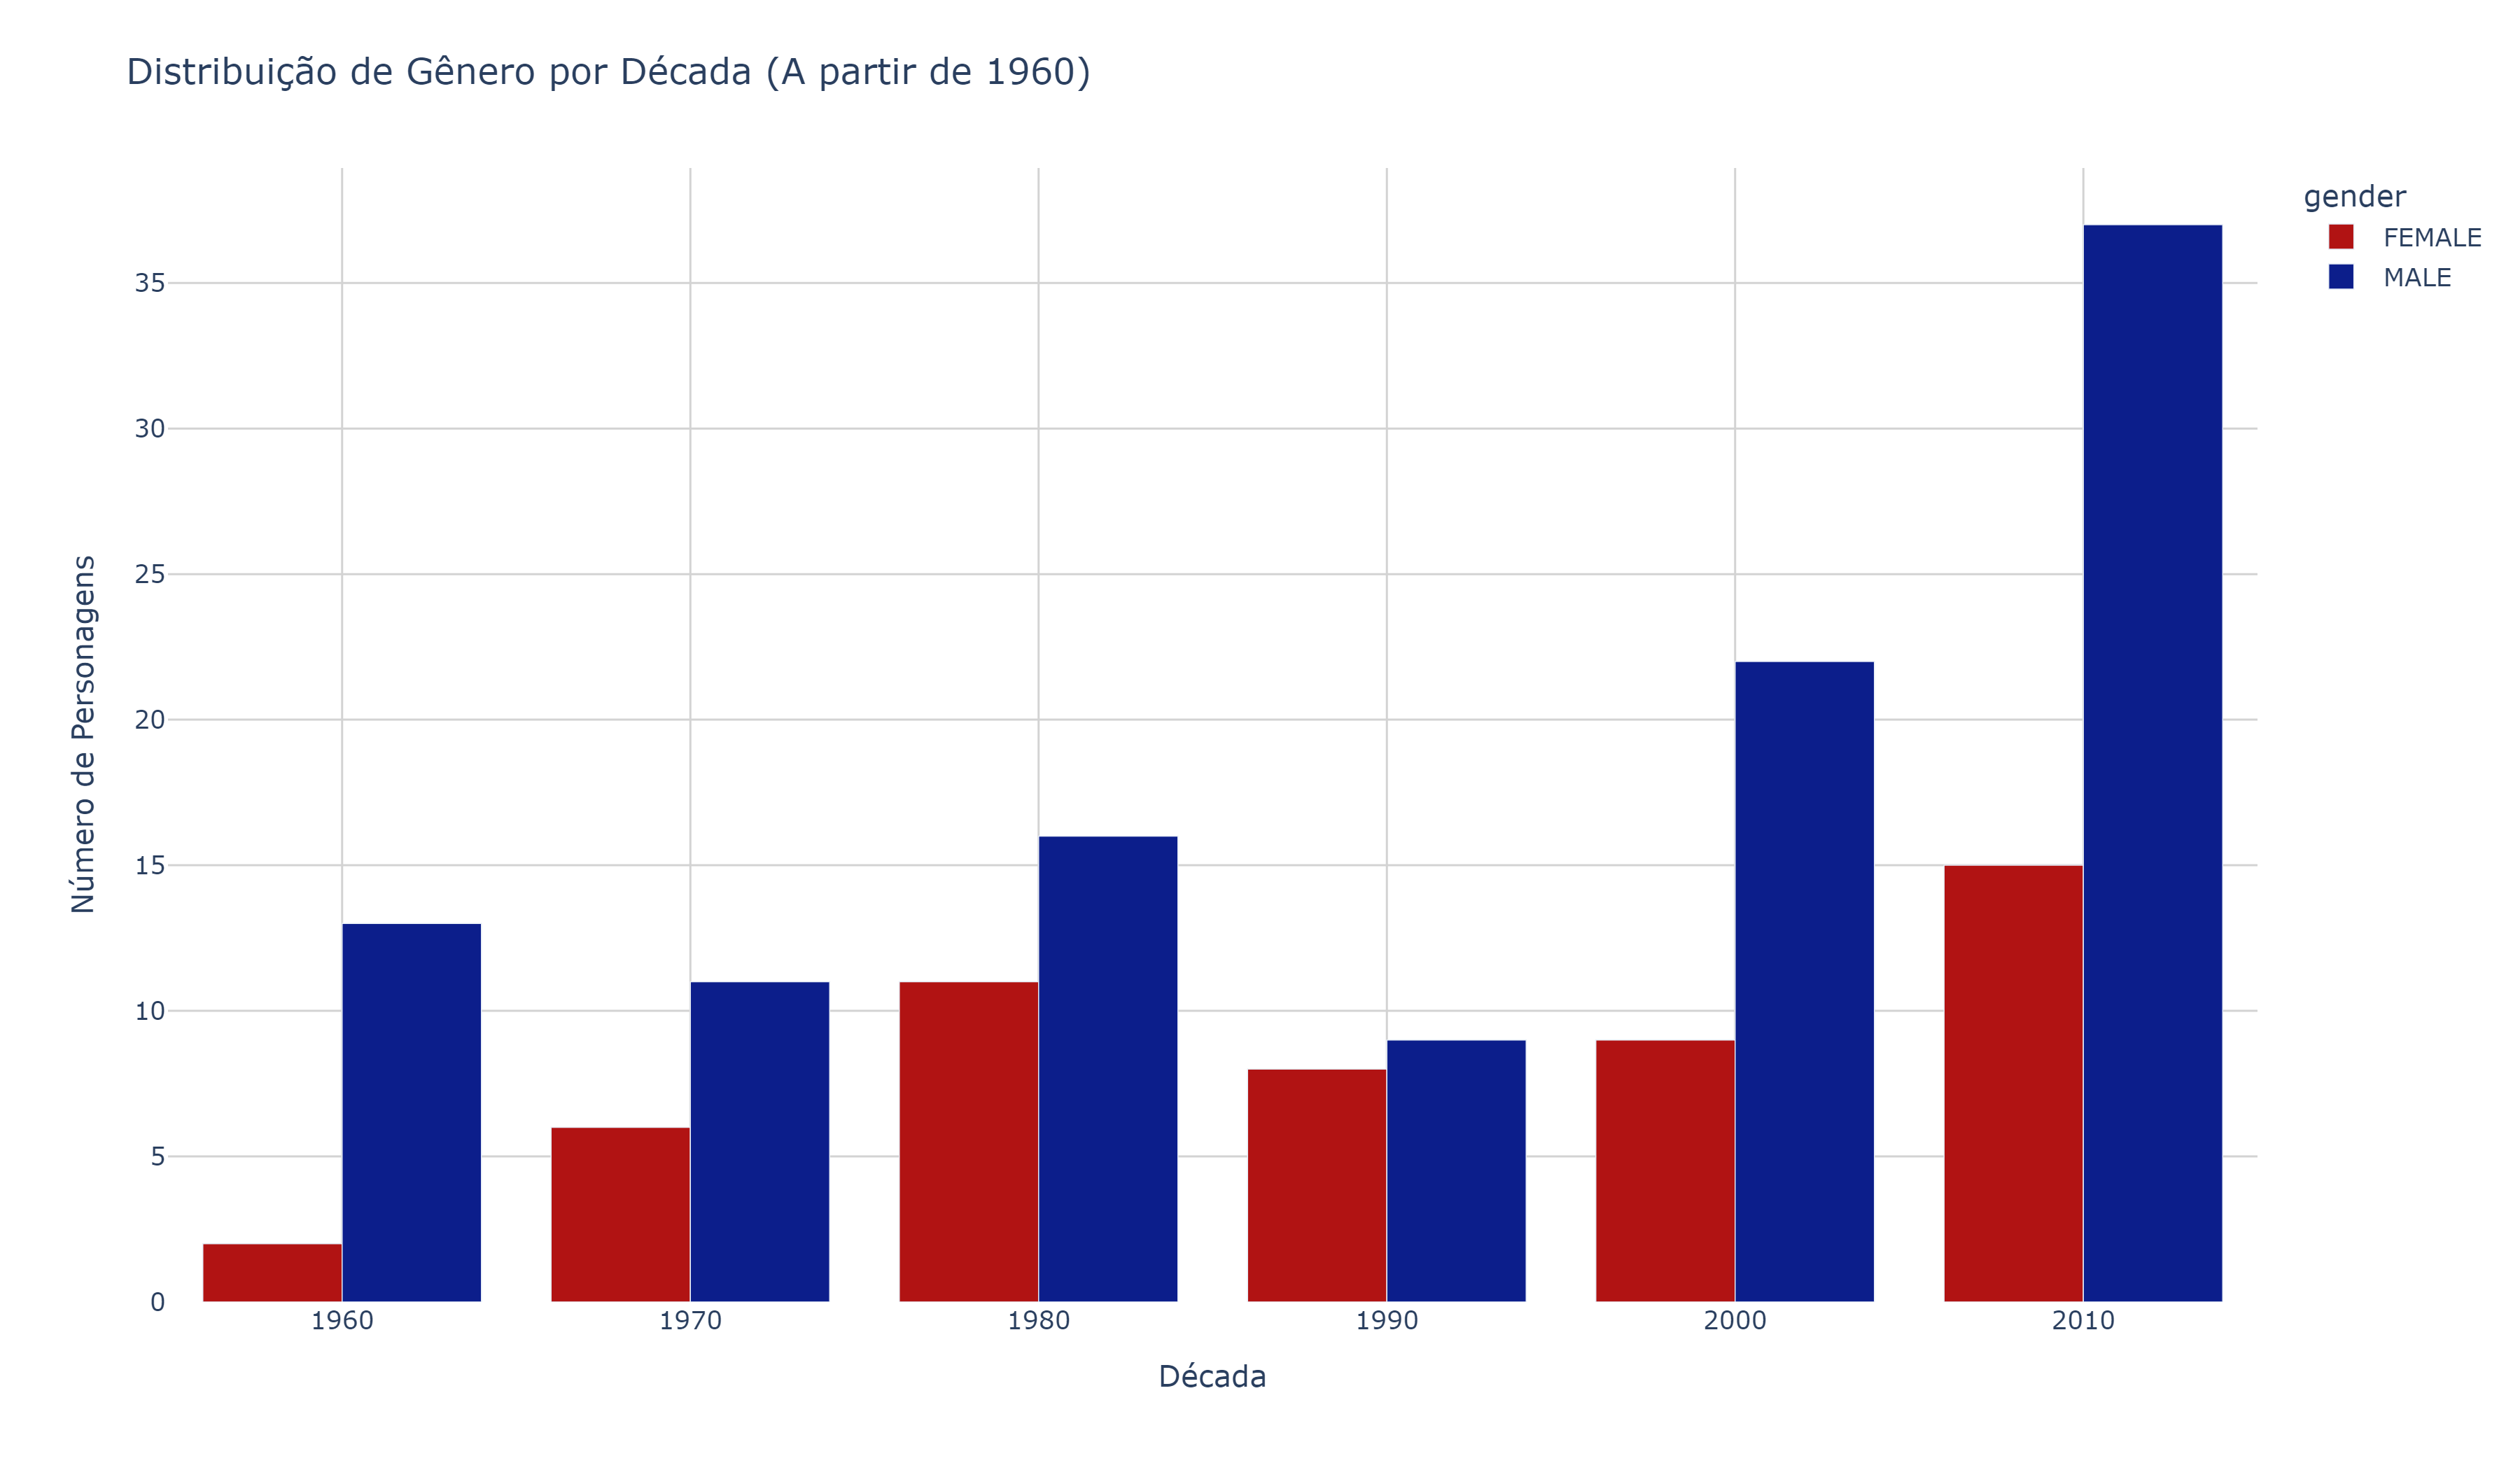 Distribuição de Gênero por Década (A partir de 1960)
gender
FEMALE
MALE
Número de Personagens
35
30
25
20
15
10
5
0
1960
1970
1980
1990
2000
2010
Década